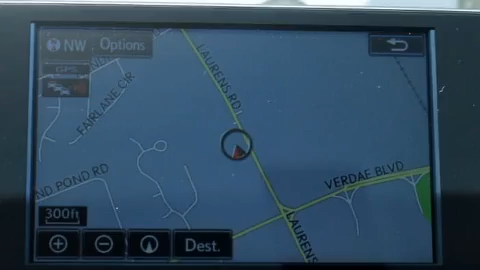 NW
Options
GPS
LAURENS RD
FAIRLANE CIR
VERDAE BLVD
ND POND RD
300ft
LAURENS
Dest.